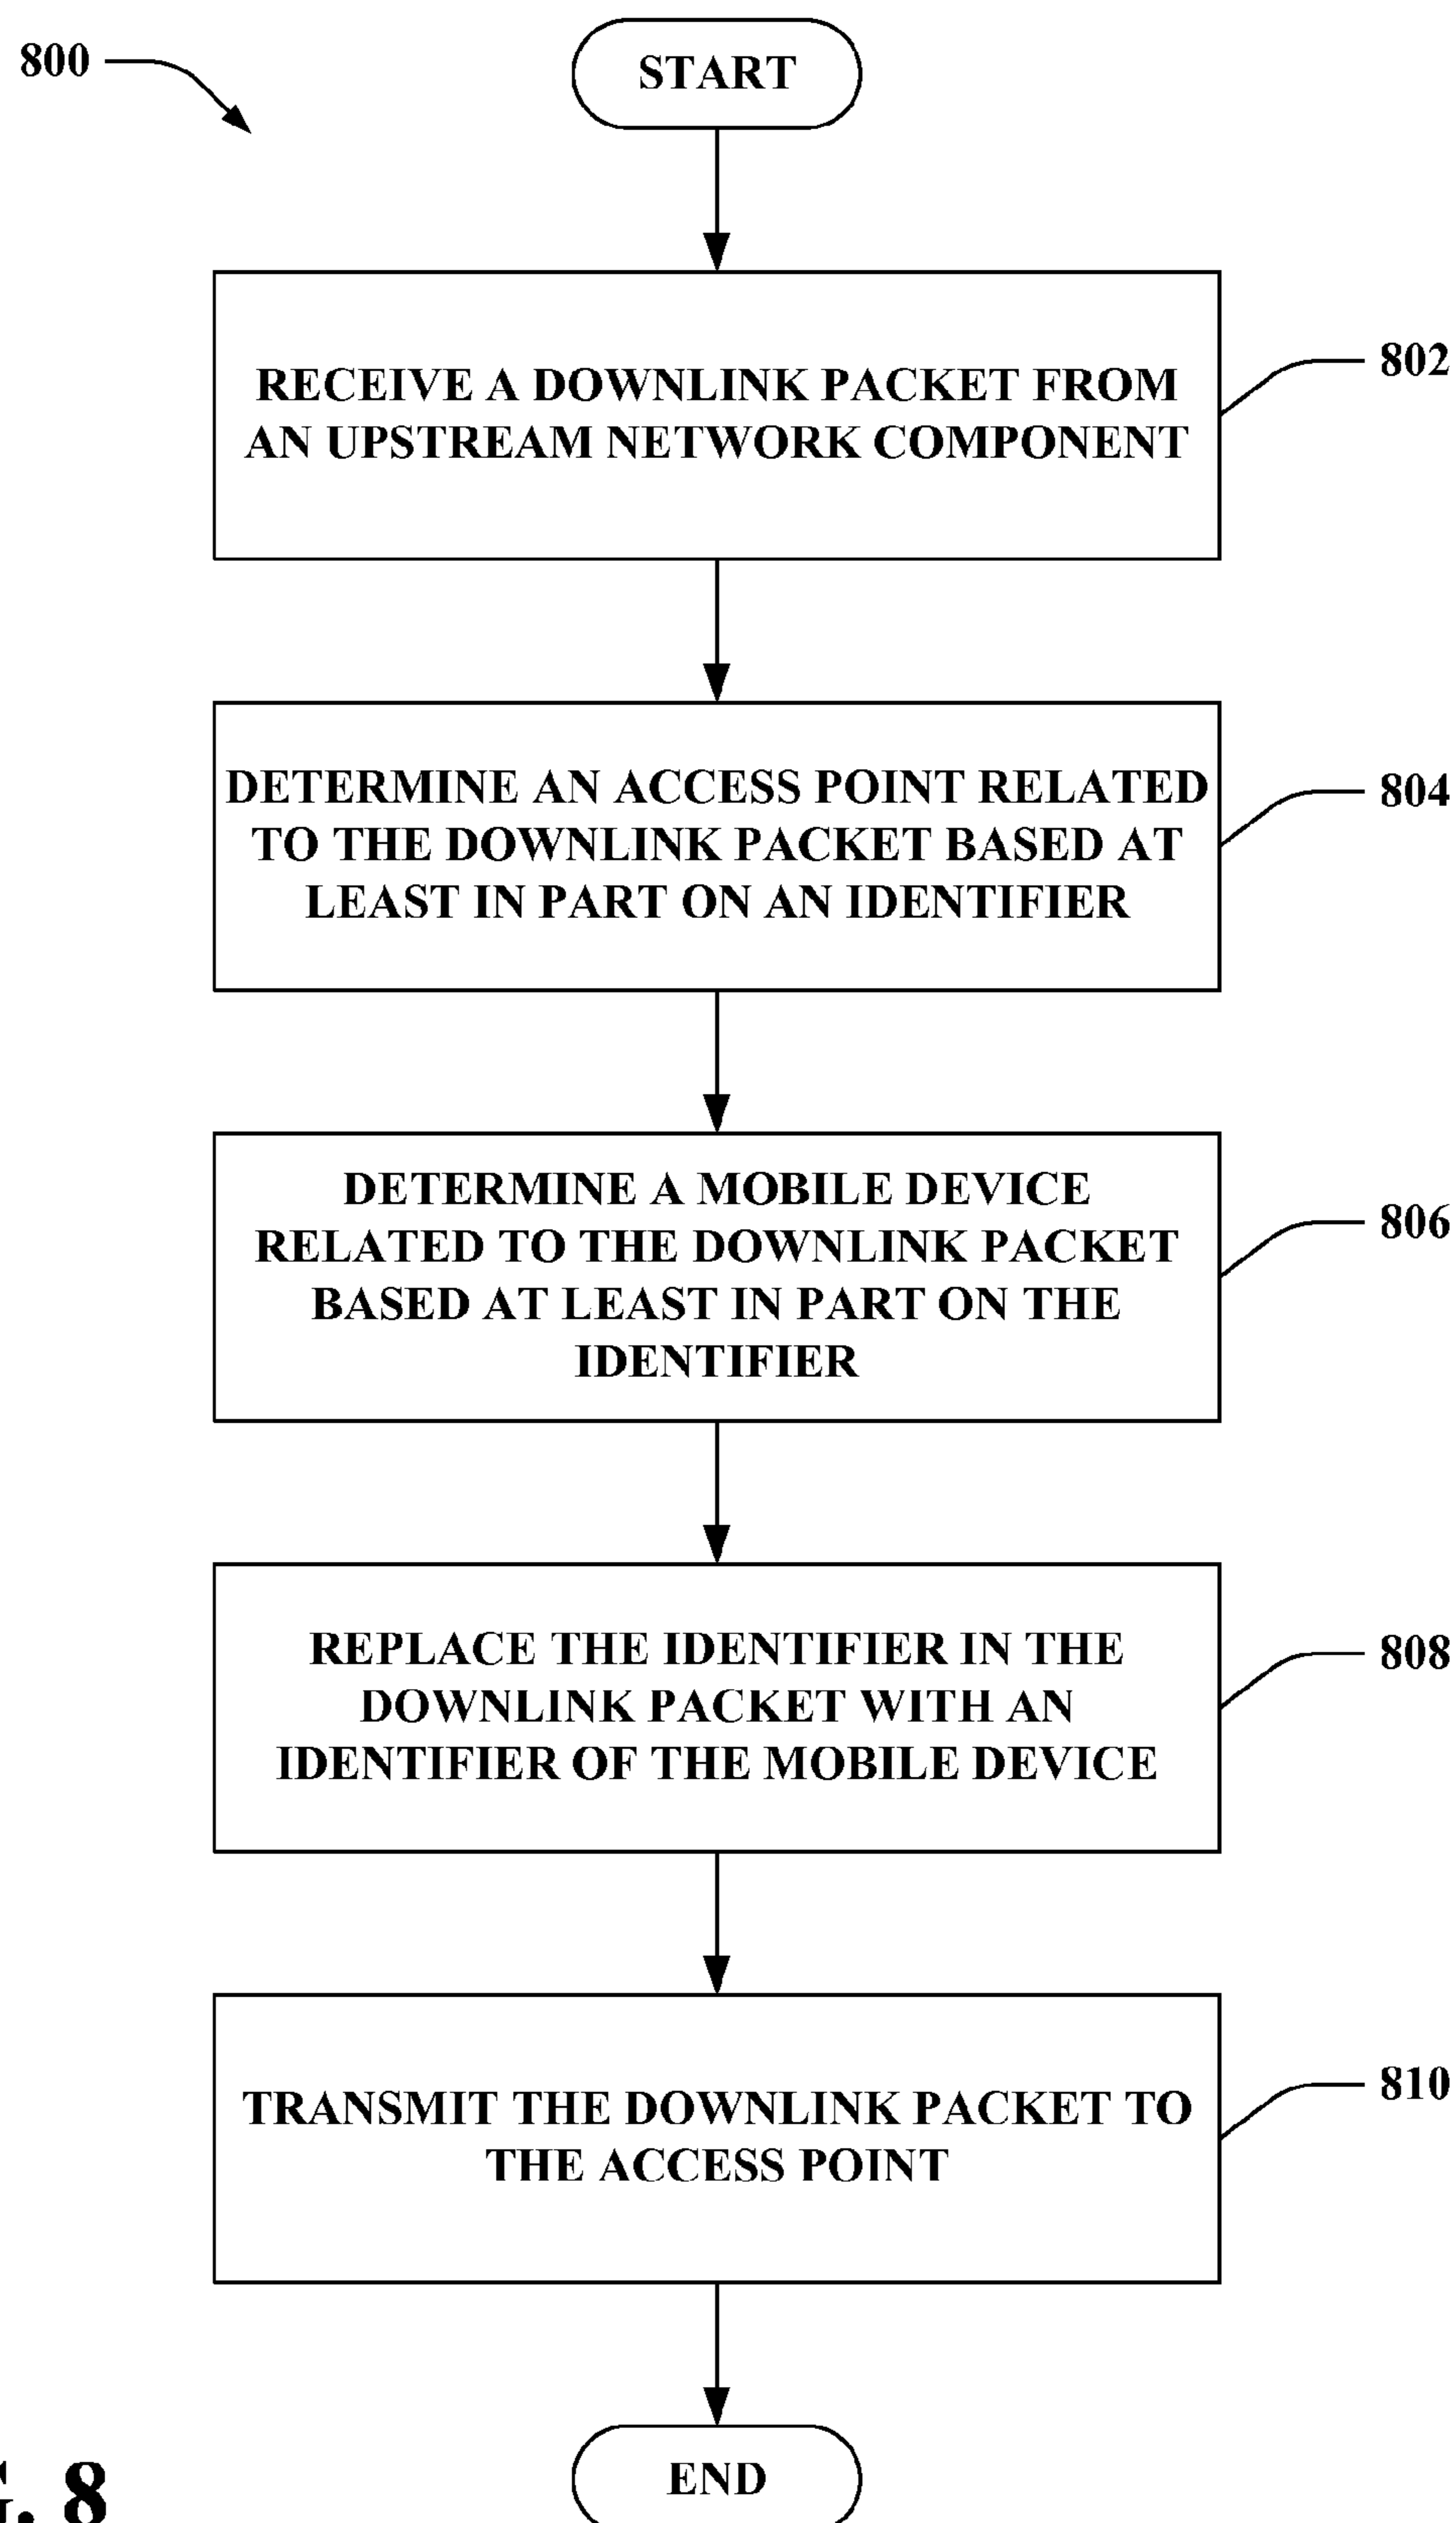 800
START
RECEIVE A DOWNLINK PACKET FROM
AN UPSTREAM NETWORK COMPONENT
802
DETERMINE AN ACCESS POINT RELATED
TO THE DOWNLINK PACKET BASED AT
LEAST IN PART ON AN IDENTIFIER
804
DETERMINE A MOBILE DEVICE
RELATED TO THE DOWNLINK PACKET
BASED AT LEAST IN PART ON THE
IDENTIFIER
806
REPLACE THE IDENTIFIER IN THE
DOWNLINK PACKET WITH AN
IDENTIFIER OF THE MOBILE DEVICE
808
TRANSMIT THE DOWNLINK PACKET TO
THE ACCESS POINT
810
END
G. 8